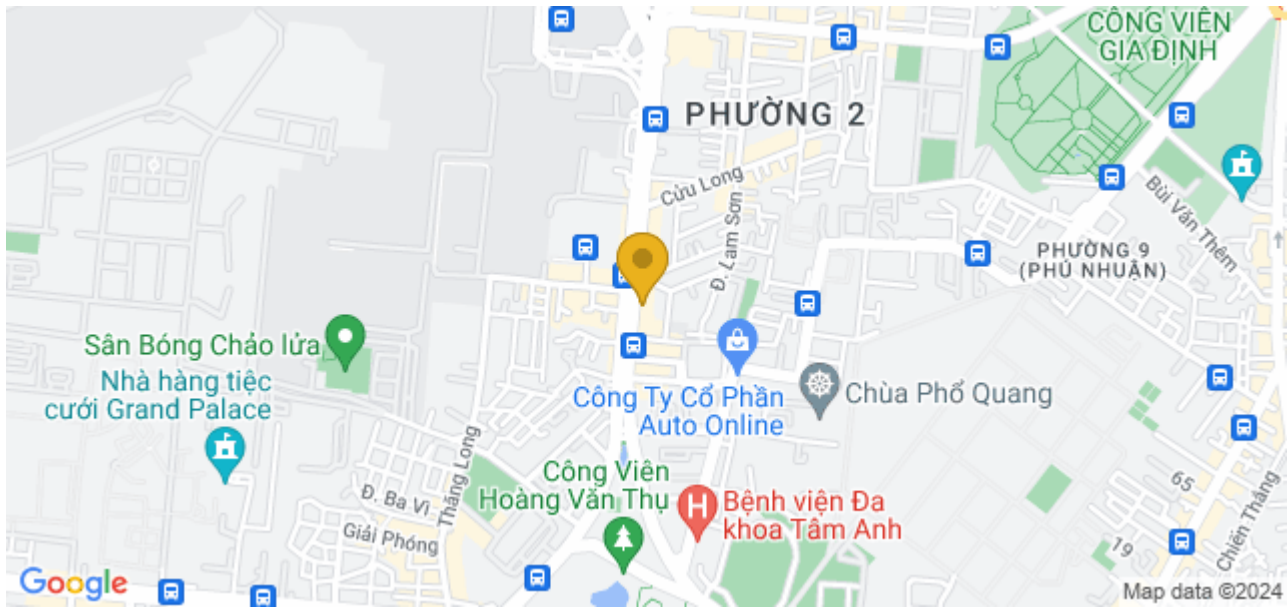 CÔNG VIÊN
GIA ĐỊNH
PHƯỜNG 2
Cửu Long
Đ. Lam Sơn
Bùi Văn Thêm
PHƯỜNG 9
(PHÚ NHUẬN)
Sân Bóng Chảo lửa
Nhà hàng tiệc
cưới Grand Palace
Công Ty Cổ Phần
Auto Online
Chùa Phổ Quang
Thăng Long
Công Viên
Hoàng Văn Thụ
Đ. Ba Vì
Giải Phóng
Bệnh viện Đa
khoa Tâm Anh
H
65
19
Chiến Thắng
Google
Map data ©2024